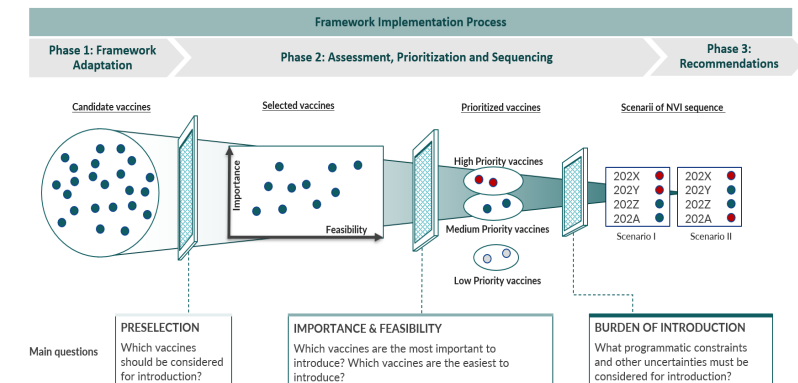 Framework Implementation Process
Phase 1: Framework
Adaptation
Phase 2: Assessment, Prioritization and Sequencing
Phase 3:
Recommendations
Candidate vaccines
Selected vaccines
Prioritized vaccines
Scenarii of NVI sequence
Importance
Feasibility
High Priority vaccines
Medium Priority vaccines
Low Priority vaccines
202X
202Y
202Z
202A
Scenario I
202X
202Y
202Z
202A
Scenario II
Main questions
PRESELECTION
Which vaccines
should be considered
for introduction?
IMPORTANCE & FEASIBILITY
Which vaccines are the most important to
introduce? Which vaccines are the easiest to
introduce?
BURDEN OF INTRODUCTION
What programmatic constraints
and other uncertainties must be
considered for introduction?